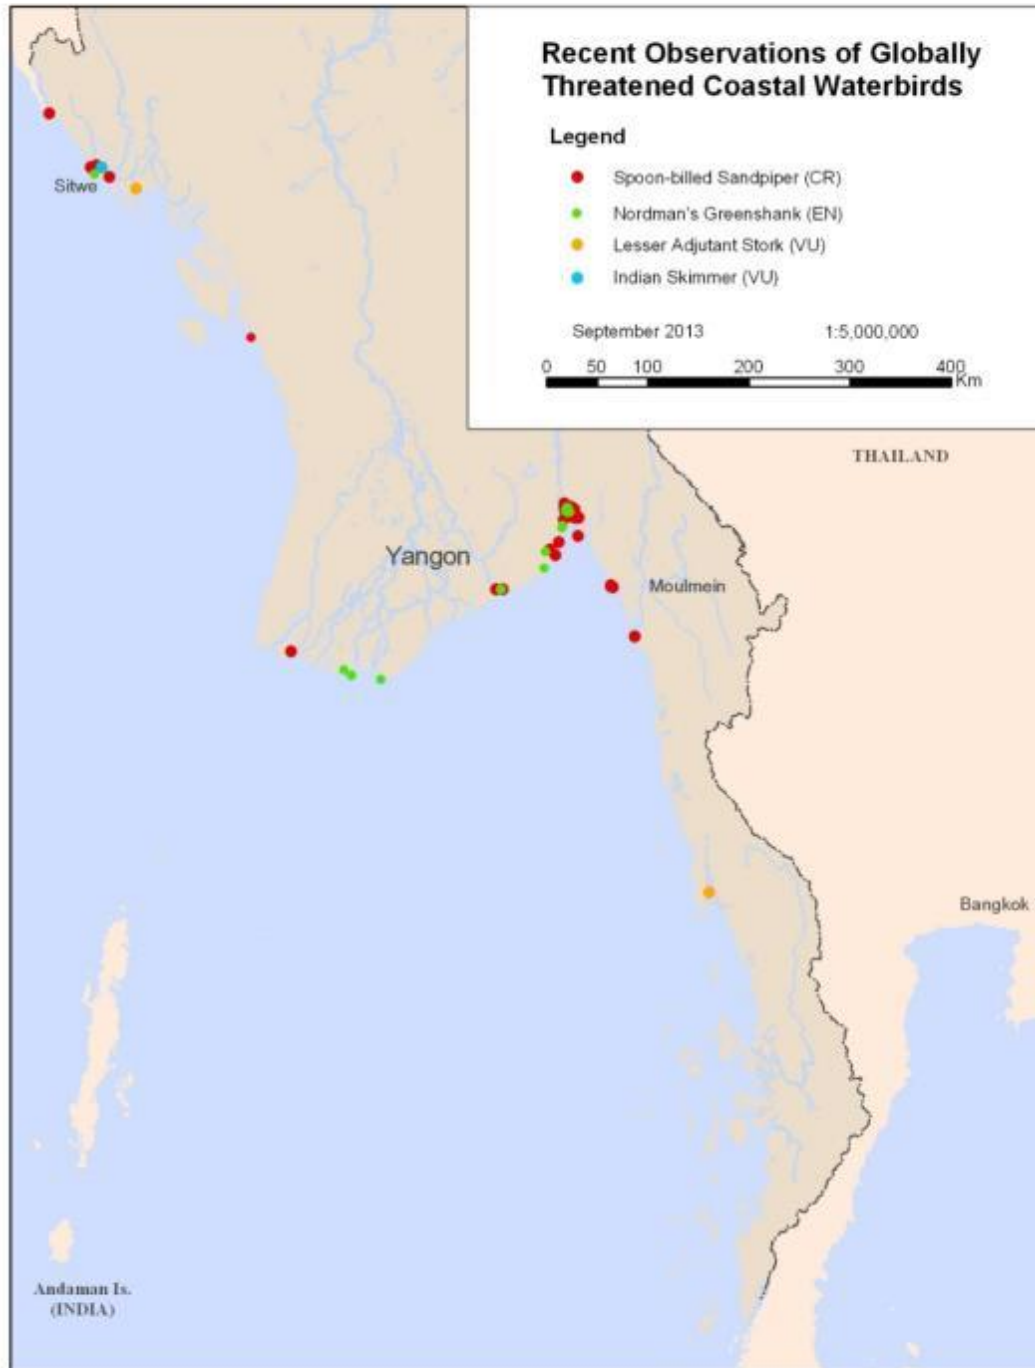 Recent Observations of Globally
Threatened Coastal Waterbirds
Legend
Spoon-billed Sandpiper (CR)
Nordman's Greenshank (EN)
Lesser Adjutant Stork (VU)
Indian Skimmer (VU)
September 2013 1:5,000,000
0 50 100 200 300 400
Km
Sitwe
THAILAND
Yangon
Moulmein
Bangkok
Andaman Is.
(INDIA)